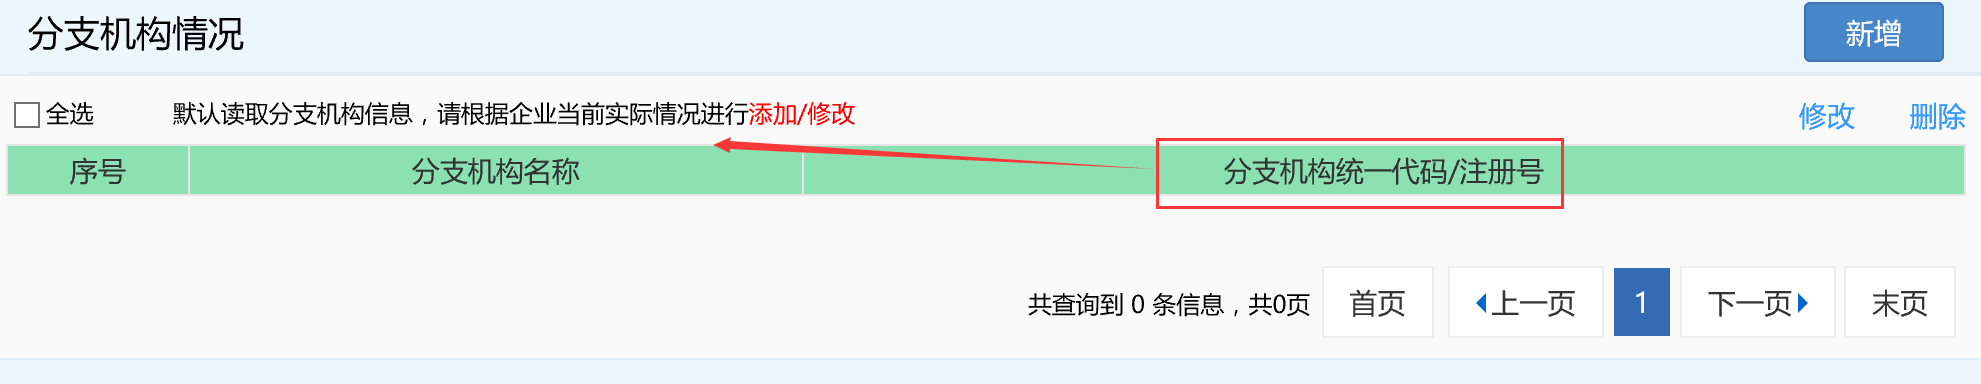 分支机构情况 新增
全选 默认读取分支机构信息，请根据企业当前实际情况进行添加/修改 修改 删除
序号 分支机构名称 分支机构统一代码/注册号
共查询到 0 条信息，共0页 首页 上一页 1 下一页 末页